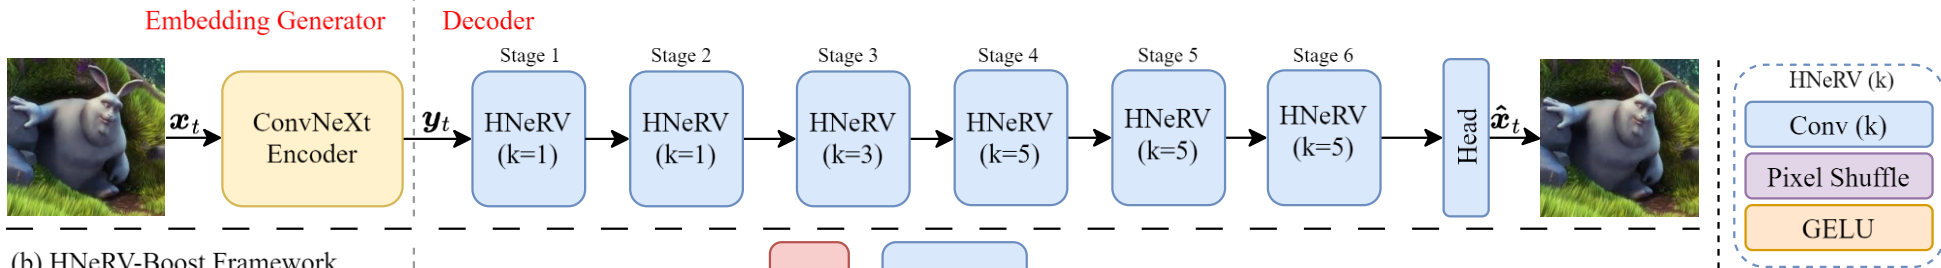 Embedding Generator
Decoder
Stage 1
Stage 2
Stage 3
Stage 4
Stage 5
Stage 6
x_t
ConvNeXt
Encoder
y_t
HNeRV
(k=1)
HNeRV
(k=1)
HNeRV
(k=3)
HNeRV
(k=5)
HNeRV
(k=5)
HNeRV
(k=5)
Head
x̂_t
HNeRV (k)
Conv (k)
Pixel Shuffle
GELU
(b) HNeRV-Boost Framework